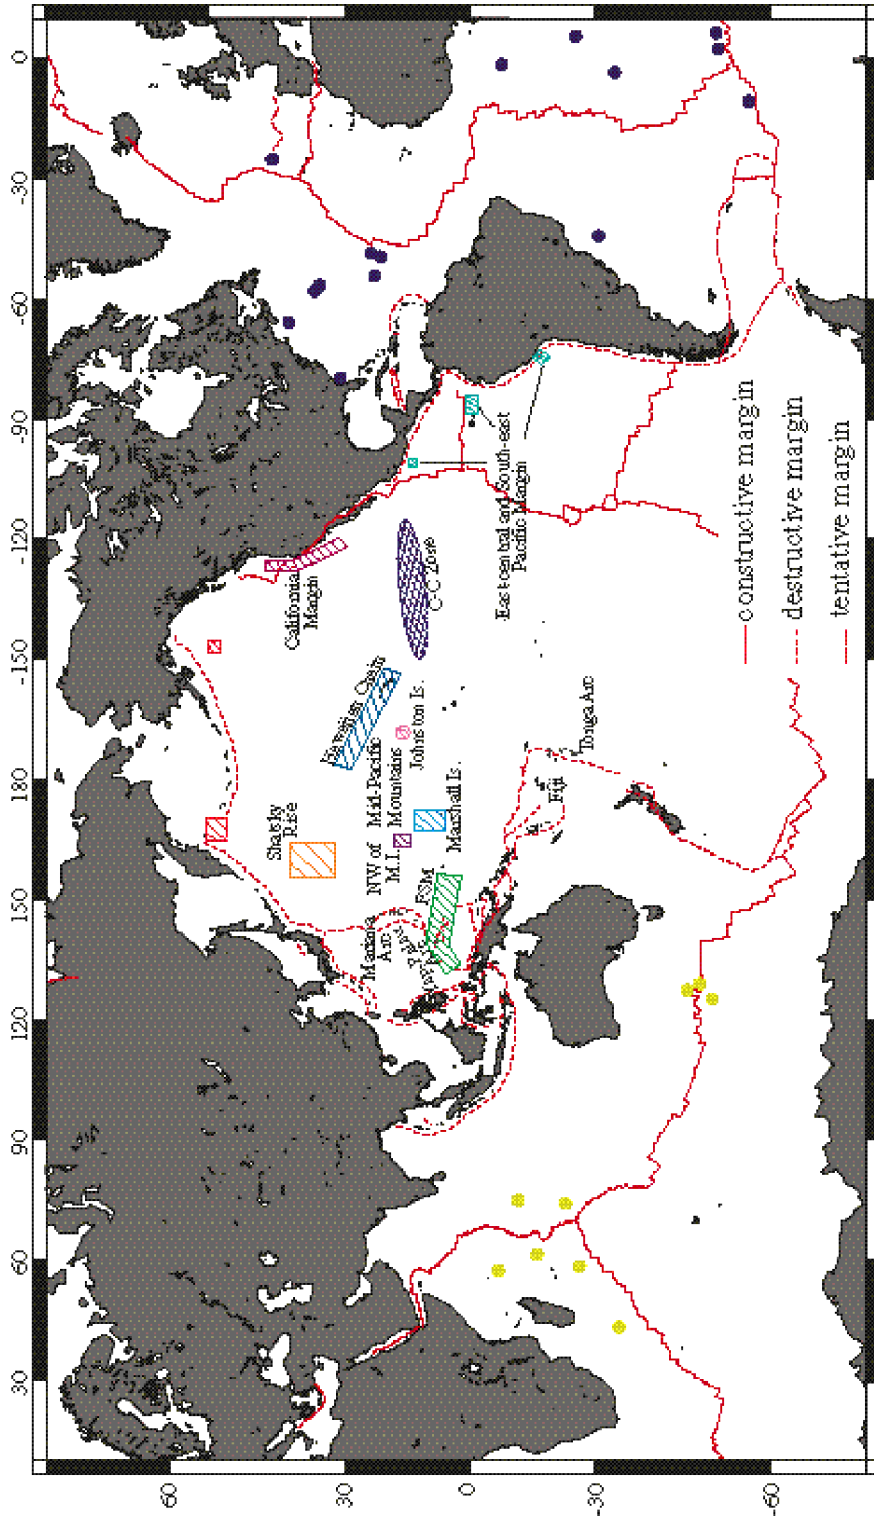 0
-30
-60
-90
-120
-150
180
150
120
90
60
30
60
30
0
-30
-60
California
Margin
C-C Zone
East central and South-east
Pacific Margin
Hawaiian Chain
Johnston Is.
Mid-Pacific
Mountains
Marshall Is.
NW of
M.I.
Shatsky
Rise
FSM
Mariana
Arc
Palau
Fiji
Tonga Arc
constructive margin
destructive margin
tentative margin